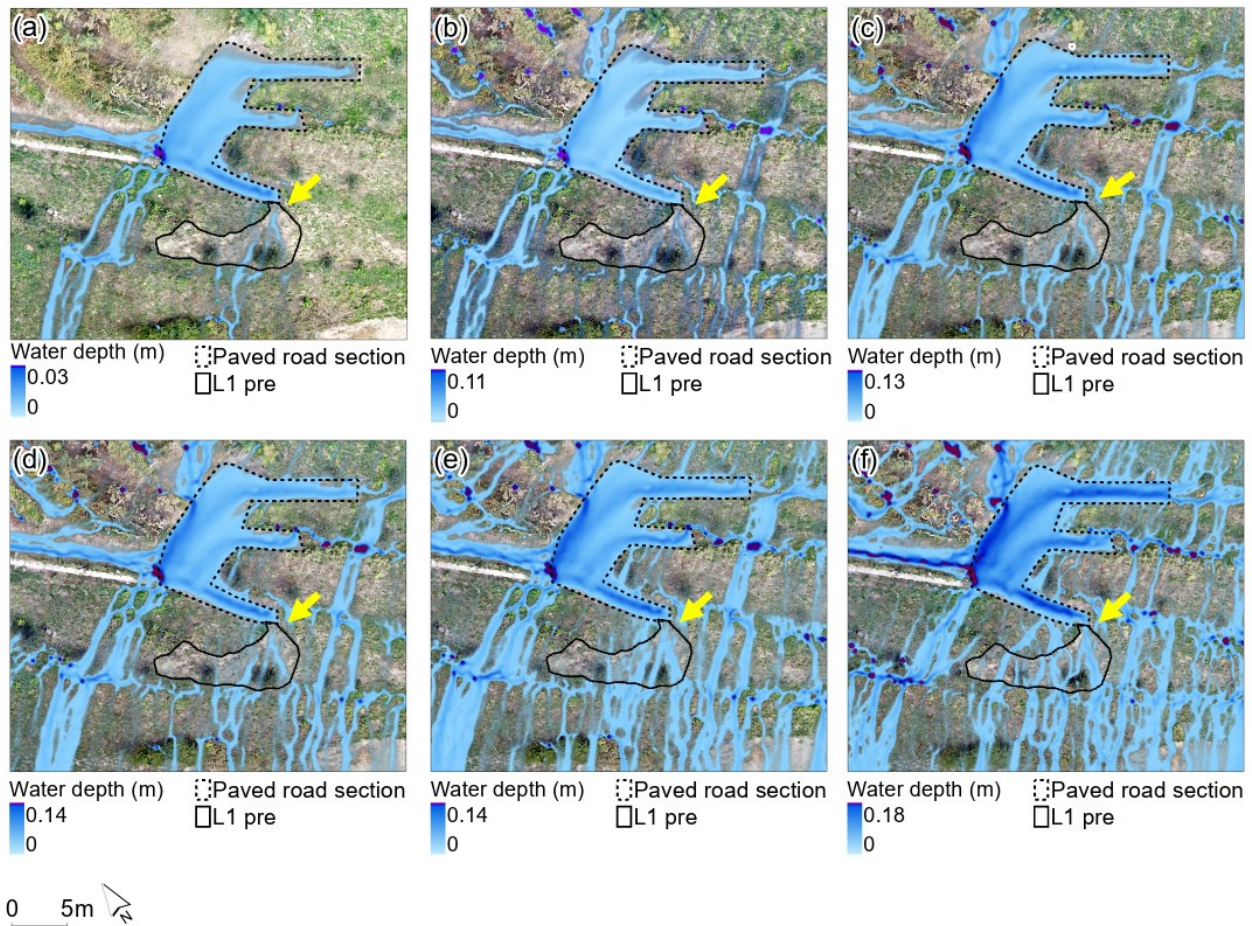 (a) (b) (c)
Water depth (m) Paved road section Water depth (m) Paved road section Water depth (m) Paved road section
0.03 L1 pre 0.11 L1 pre 0.13 L1 pre
0 0 0
(d) (e) (f)
Water depth (m) Paved road section Water depth (m) Paved road section Water depth (m) Paved road section
0.14 L1 pre 0.14 L1 pre 0.18 L1 pre
0 0 0
0 5m N